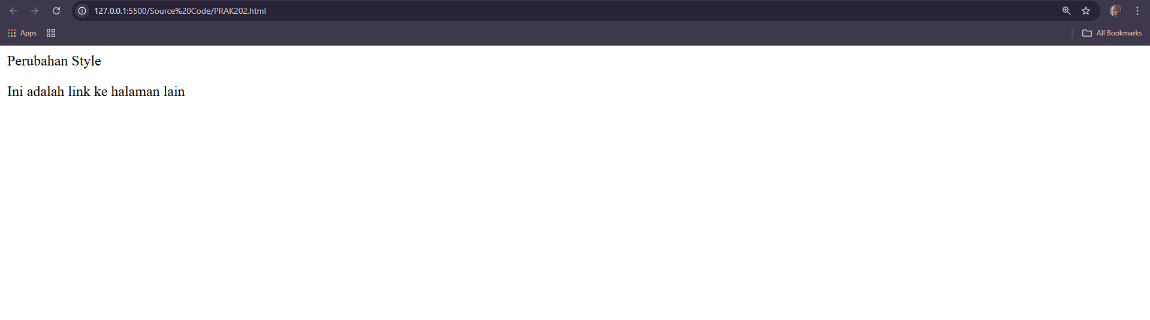 127.0.0.1:5500/Source%20Code/PRAK202.html
Apps
All Bookmarks
Perubahan Style
Ini adalah link ke halaman lain